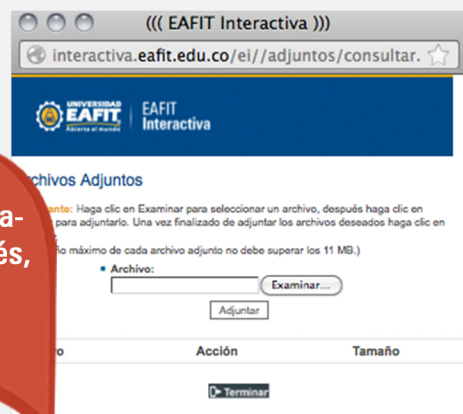 ((( EAFIT Interactiva )))
interactiva.eafit.edu.co/ei//adjuntos/consultar.
UNIVERSIDAD
EAFIT
Abierta al mundo
EAFIT
Interactiva
chivos Adjuntos
ante: Haga clic en Examinar para seleccionar un archivo, después haga clic en
para adjuntarlo. Una vez finalizado de adjuntar los archivos deseados haga clic en
ño máximo de cada archivo adjunto no debe superar los 11 MB.)
a-
és,
Archivo:
Examinar...
Adjuntar
o Acción Tamaño
Terminar